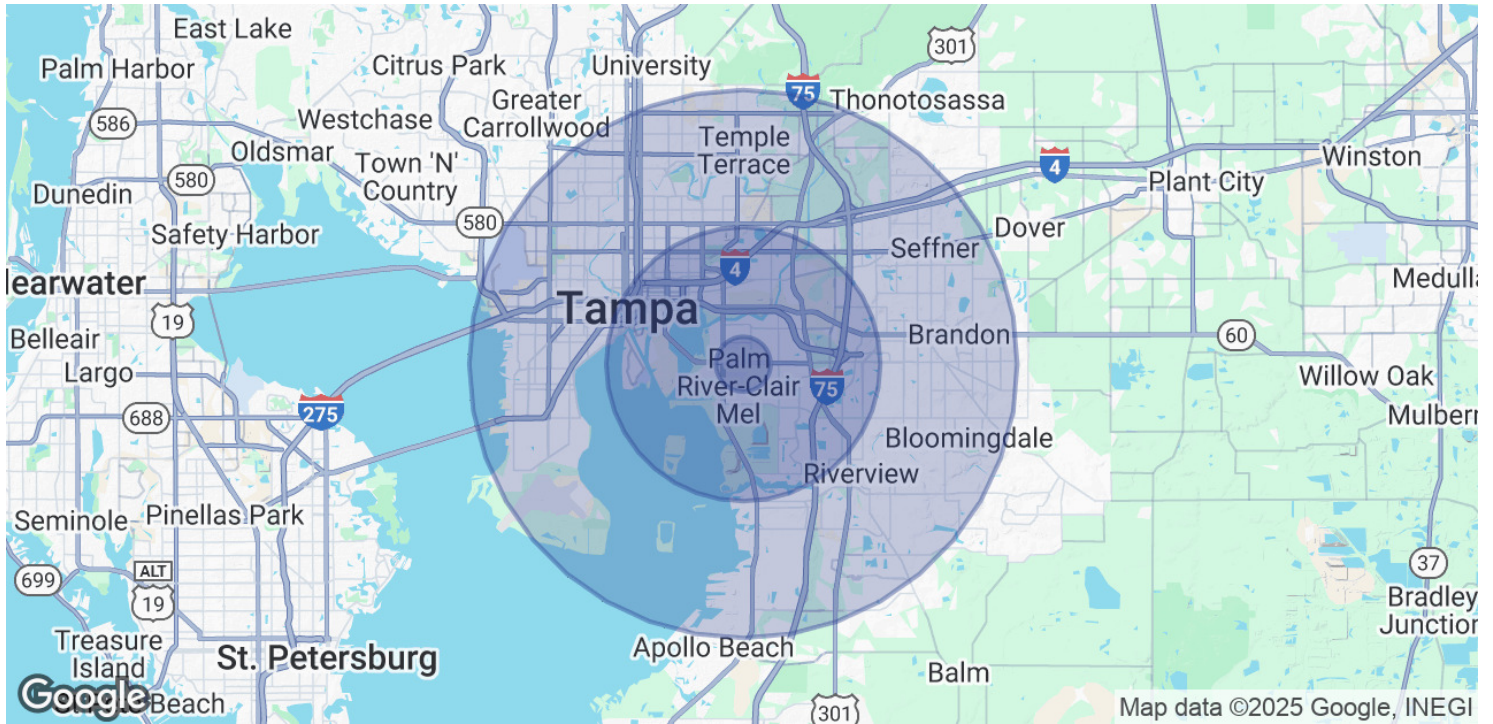 East Lake
301
Palm Harbor
Citrus Park
University
75
Thonotosassa
586
Westchase
Greater
Carrollwood
Temple
Terrace
Oldsmar
Town 'N'
Country
4
Winston
580
Dunedin
Plant City
Safety Harbor
580
Dover
Seffner
learwater
4
Medulla
19
Tampa
Belleair
Brandon
60
Largo
Palm
River-Clair
Mel
75
Willow Oak
688
275
Mulberr
Bloomingdale
Riverview
Seminole
Pinellas Park
699
ALT
19
37
Bradley
Junction
Treasure
Island
St. Petersburg
Apollo Beach
Balm
Google
St. Pete Beach
301
Map data ©2025 Google, INEGI